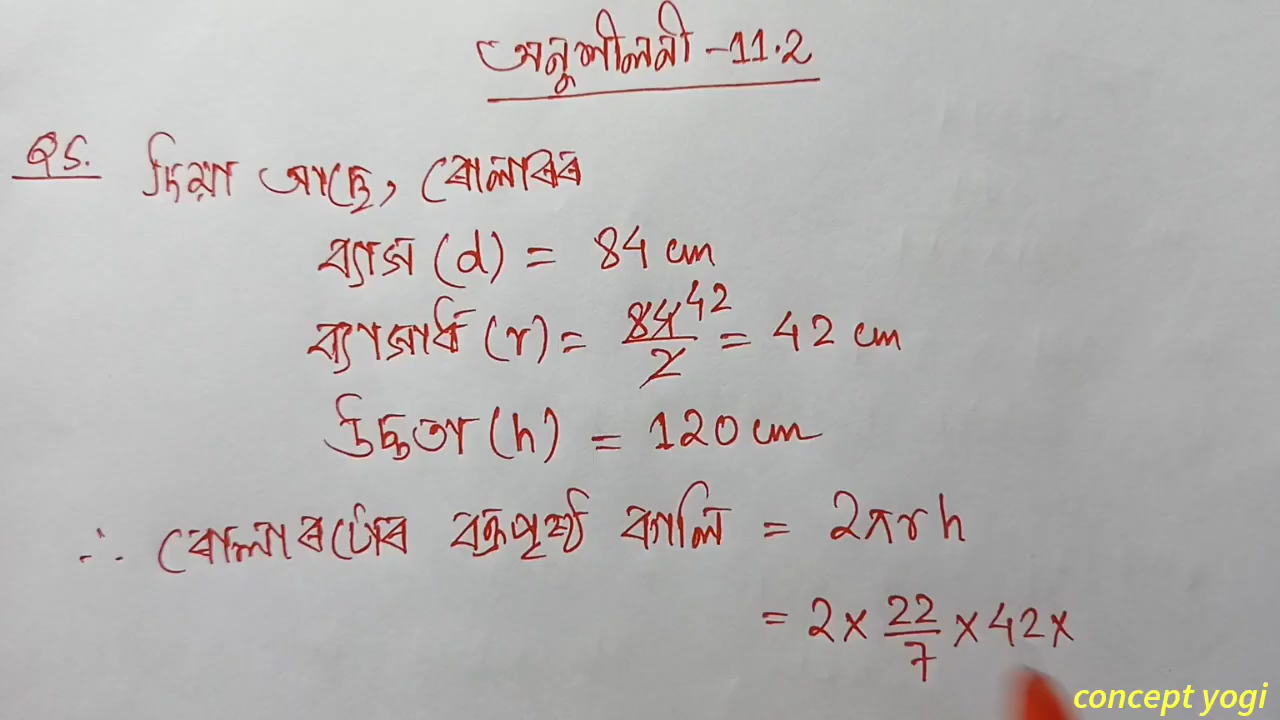 অনুশীলনী -11.2
Q5. দিয়া আছে, ৰোলাৰৰ
ব্যাস (d) = 84 cm
ব্যাসাৰ্ধ (r) = 84/2 42 = 42 cm
উচ্চতা (h) = 120 cm
∴ ৰোলাৰটোৰ বক্ৰপৃষ্ঠ কালি = 2πrh
= 2 × 22/7 × 42 ×
concept yogi